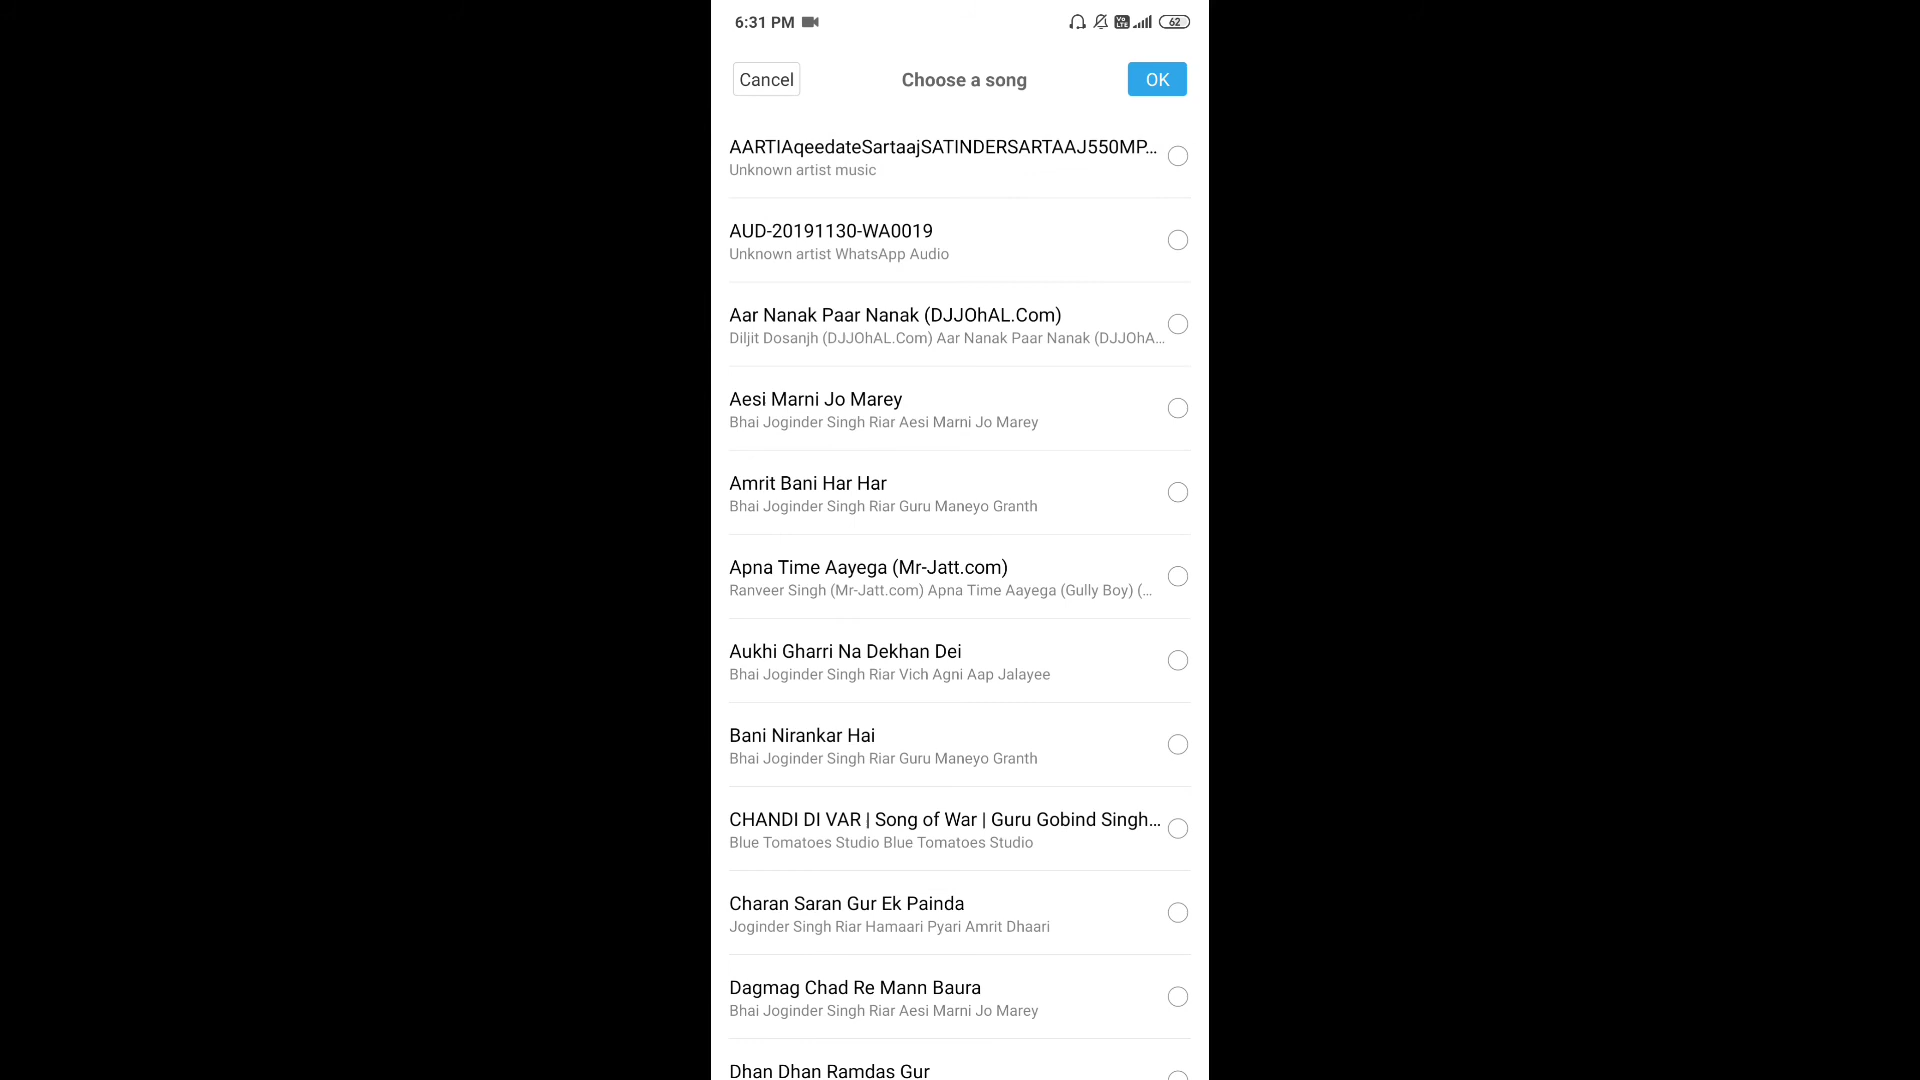 6:31 PM
Vo LTE
62
Cancel
Choose a song
OK
AARTIAqeedateSartaajSATINDERSARTAAJ550MP...
Unknown artist music
AUD-20191130-WA0019
Unknown artist WhatsApp Audio
Aar Nanak Paar Nanak (DJJOhAL.Com)
Diljit Dosanjh (DJJOhAL.Com) Aar Nanak Paar Nanak (DJJOhA...
Aesi Marni Jo Marey
Bhai Joginder Singh Riar Aesi Marni Jo Marey
Amrit Bani Har Har
Bhai Joginder Singh Riar Guru Maneyo Granth
Apna Time Aayega (Mr-Jatt.com)
Ranveer Singh (Mr-Jatt.com) Apna Time Aayega (Gully Boy) (...
Aukhi Gharri Na Dekhan Dei
Bhai Joginder Singh Riar Vich Agni Aap Jalayee
Bani Nirankar Hai
Bhai Joginder Singh Riar Guru Maneyo Granth
CHANDI DI VAR | Song of War | Guru Gobind Singh...
Blue Tomatoes Studio Blue Tomatoes Studio
Charan Saran Gur Ek Painda
Joginder Singh Riar Hamaari Pyari Amrit Dhaari
Dagmag Chad Re Mann Baura
Bhai Joginder Singh Riar Aesi Marni Jo Marey
Dhan Dhan Ramdas Gur